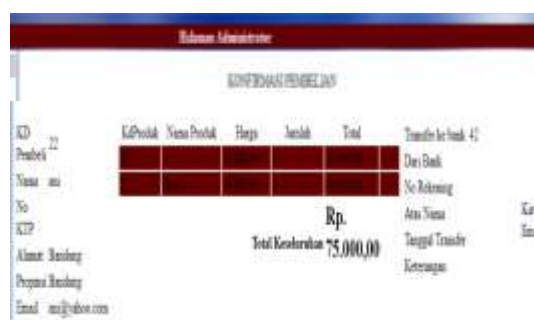 Halaman Administrator
KONFIRMASI PEMBELIAN
KD Pembeli 22
Nama ani
No KTP
Alamat Bandung
Propinsi Bandung
Email ani@yahoo.com
KdProduk Nama Produk Harga Jumlah Total
Total Keseluruhan Rp. 75.000,00
Transfer ke bank 42
Dari Bank
No Rekening
Atas Nama
Tanggal Transfer
Keterangan